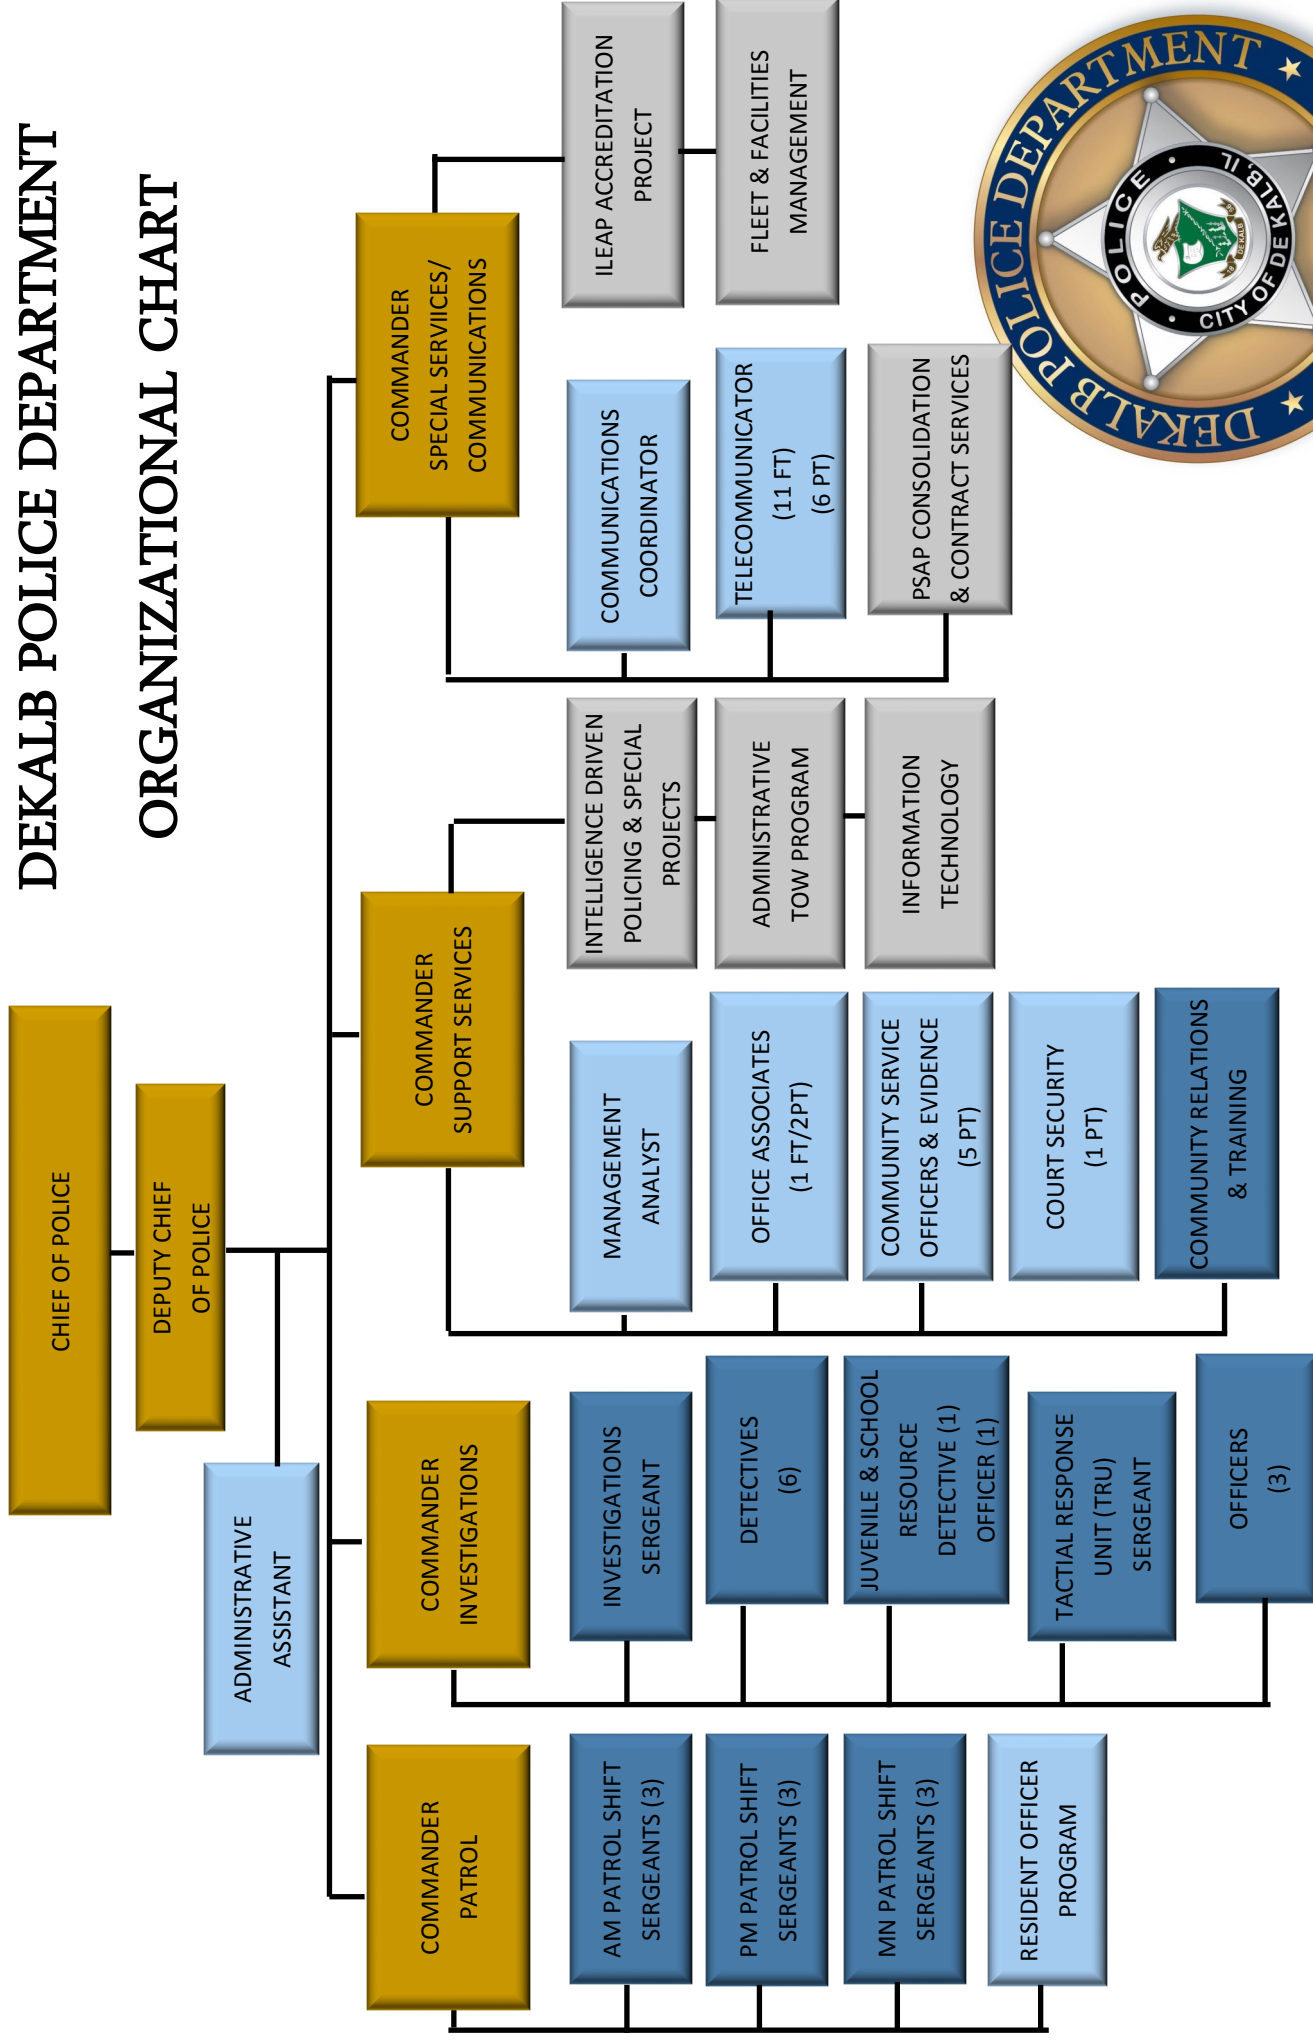 DEKALB POLICE DEPARTMENT
ORGANIZATIONAL CHART
CHIEF OF POLICE
DEPUTY CHIEF
OF POLICE
ADMINISTRATIVE
ASSISTANT
COMMANDER
PATROL
AM PATROL SHIFT
SERGEANTS (3)
PM PATROL SHIFT
SERGEANTS (3)
MN PATROL SHIFT
SERGEANTS (3)
RESIDENT OFFICER
PROGRAM
COMMANDER
INVESTIGATIONS
INVESTIGATIONS
SERGEANT
DETECTIVES
(6)
JUVENILE & SCHOOL
RESOURCE
DETECTIVE (1)
OFFICER (1)
TACTIAL RESPONSE
UNIT (TRU)
SERGEANT
OFFICERS
(3)
COMMANDER
SUPPORT SERVICES
MANAGEMENT
ANALYST
OFFICE ASSOCIATES
(1 FT/2PT)
COMMUNITY SERVICE
OFFICERS & EVIDENCE
(5 PT)
COURT SECURITY
(1 PT)
COMMUNITY RELATIONS
& TRAINING
INTELLIGENCE DRIVEN
POLICING & SPECIAL
PROJECTS
ADMINISTRATIVE
TOW PROGRAM
INFORMATION
TECHNOLOGY
COMMANDER
SPECIAL SERVIICES/
COMMUNICATIONS
COMMUNICATIONS
COORDINATOR
TELECOMMUNICATOR
(11 FT)
(6 PT)
PSAP CONSOLIDATION
& CONTRACT SERVICES
ILEAP ACCREDITATION
PROJECT
FLEET & FACILITIES
MANAGEMENT
DEKALB POLICE DEPARTMENT
POLICE
CITY OF DE KALB, IL
DE KALB